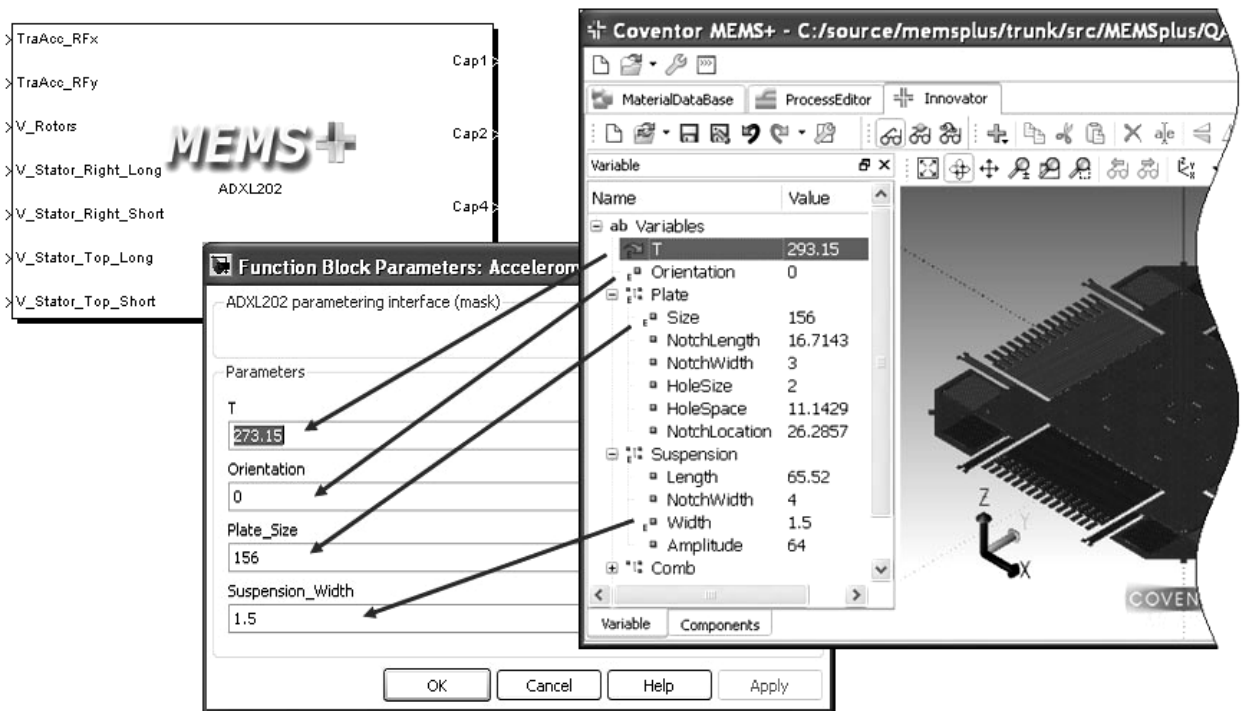 TraAcc_RFx
TraAcc_RFy
V_Rotors
V_Stator_Right_Long
V_Stator_Right_Short
V_Stator_Top_Long
V_Stator_Top_Short
Cap1
Cap2
Cap4
MEMS+
ADXL202
Function Block Parameters: Accelerom
ADXL202 parametering interface (mask)
Parameters
T
273.15
Orientation
0
Plate_Size
156
Suspension_Width
1.5
OK Cancel Help Apply
Coventor MEMS+ - C:/source/memsplus/trunk/src/MEMSplus/QA
MaterialDataBase ProcessEditor Innovator
Variable
Name Value
ab Variables
T 293.15
E Orientation 0
E Plate
E Size 156
NotchLength 16.7143
NotchWidth 3
HoleSize 2
HoleSpace 11.1429
NotchLocation 26.2857
E Suspension
Length 65.52
NotchWidth 4
E Width 1.5
Amplitude 64
Comb
Variable Components
Z
Y
X
COVEN